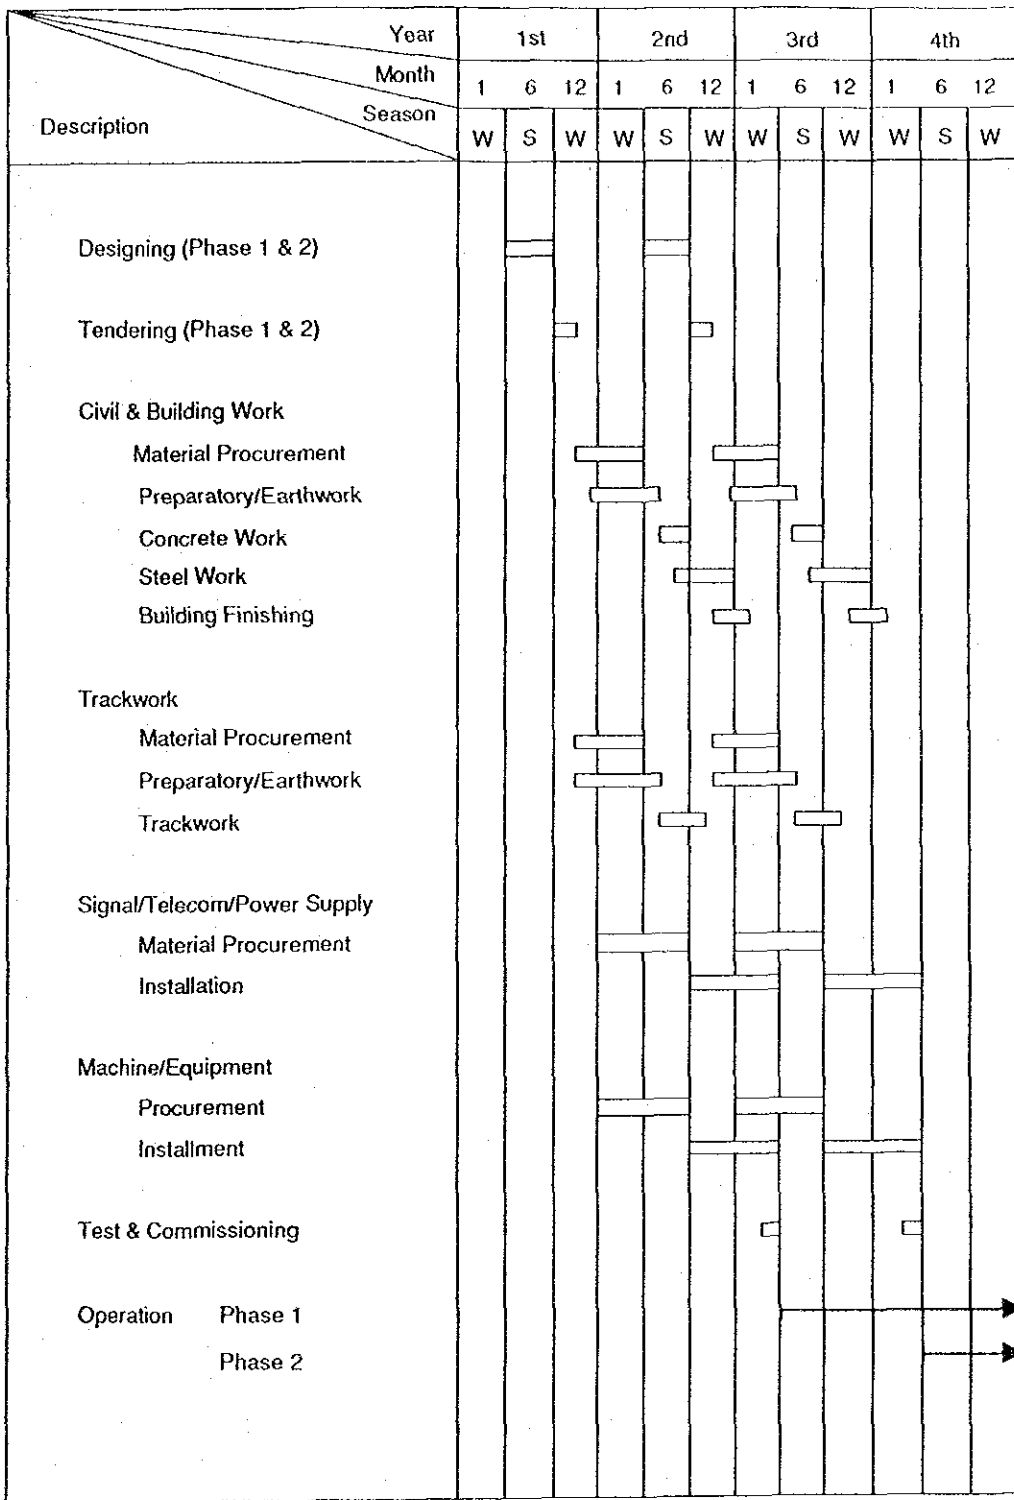 Year 1st 2nd 3rd 4th
Month 1 6 12 1 6 12 1 6 12 1 6 12
Season
Description W S W W S W W S W W S W
Designing (Phase 1 & 2)
Tendering (Phase 1 & 2)
Civil & Building Work
Material Procurement
Preparatory/Earthwork
Concrete Work
Steel Work
Building Finishing
Trackwork
Material Procurement
Preparatory/Earthwork
Trackwork
Signal/Telecom/Power Supply
Material Procurement
Installation
Machine/Equipment
Procurement
Installment
Test & Commissioning
Operation Phase 1
Phase 2